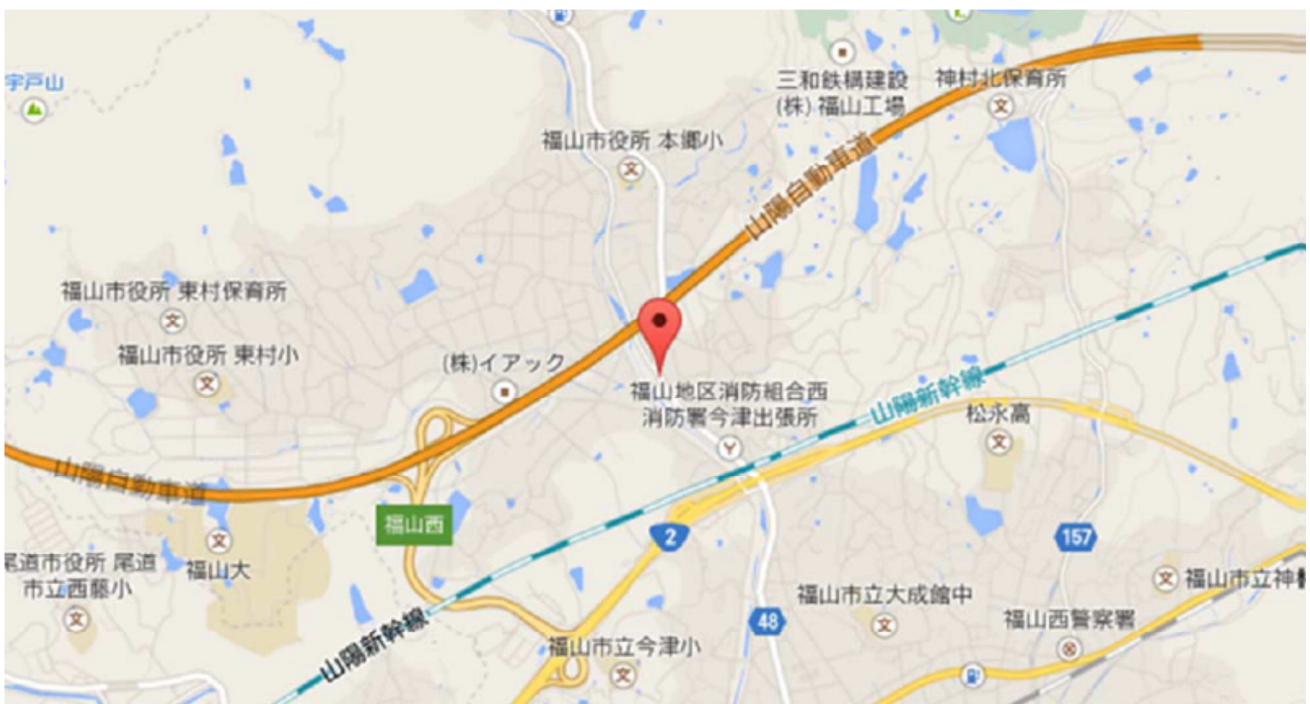 宇戸山
三和鉄構建設
(株) 福山工場
神村北保育所
福山市役所 本郷小
山陽自動車道
福山市役所 東村保育所
福山市役所 東村小
(株)イアック
福山地区消防組合西
消防署今津出張所
山陽新幹線
松永高
山陽自動車道
福山西
2
157
福山大
尾道市役所 尾道
市立西藤小
福山市立大成館中
福山市立神
48
福山西警察署
福山市立今津小
山陽新幹線